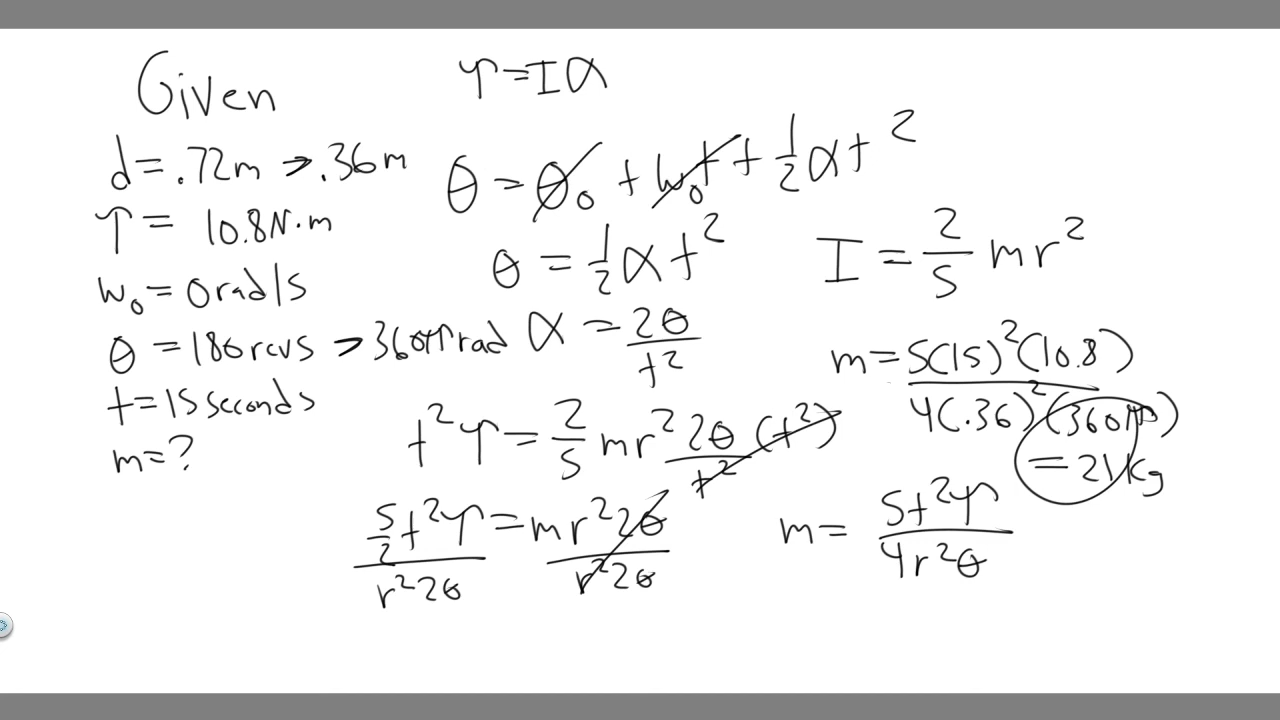 Given
d = .72m → .36m
τ = 10.8N·m
ω₀ = 0 rad/s
θ = 180 revs → 360π rad
t = 15 seconds
m = ?
τ = Iα
θ = θ₀ + ω₀t + ½αt²
θ = ½αt²
α = 2θ/t²
t²τ = 2/5 mr² 2θ/t² (t²)
5/2 t²τ / r²2θ = mr²2θ / r²2θ
I = 2/5 mr²
m = 5(15)²(10.8) / 4(.36)²(360π)
= 21kg
m = 5t²τ / 4r²θ